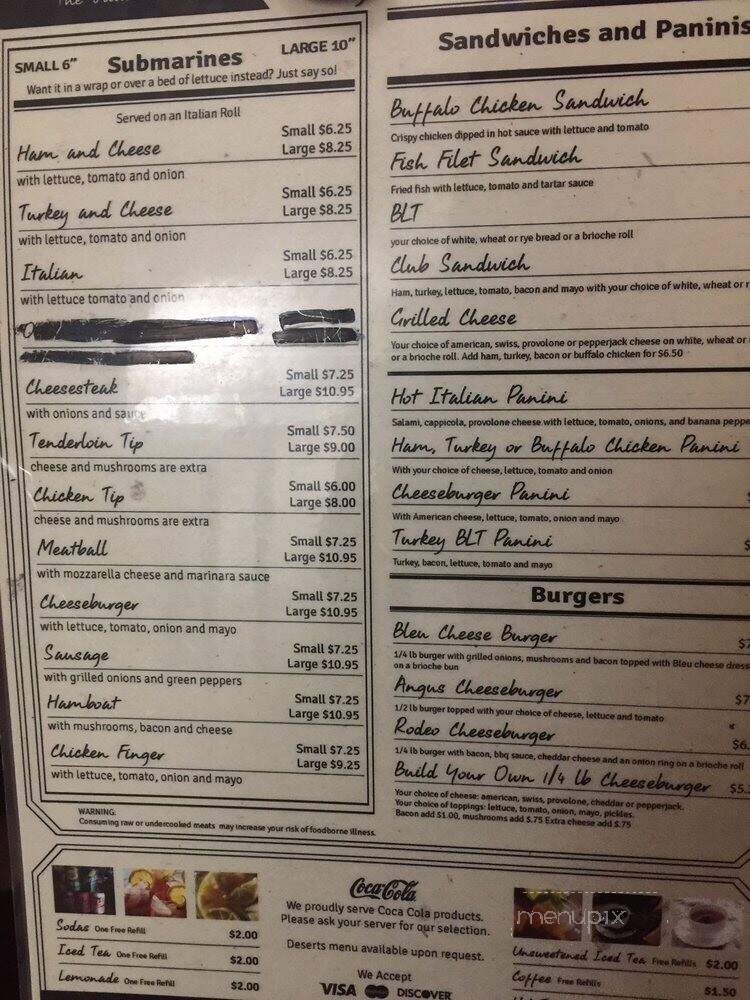 The
SMALL 6" Submarines LARGE 10"
Want it in a wrap or over a bed of lettuce instead? Just say so!
Served on an Italian Roll
Small $6.25
Ham and Cheese Large $8.25
with lettuce, tomato and onion
Small $6.25
Turkey and Cheese Large $8.25
with lettuce, tomato and onion
Small $6.25
Italian Large $8.25
with lettuce tomato and onion
Small $7.25
Cheesesteak Large $10.95
with onions and sauce
Small $7.50
Tenderloin Tip Large $9.00
cheese and mushrooms are extra
Small $6.00
Chicken Tip Large $8.00
cheese and mushrooms are extra
Small $7.25
Meatball Large $10.95
with mozzarella cheese and marinara sauce
Small $7.25
Cheeseburger Large $10.95
with lettuce, tomato, onion and mayo
Small $7.25
Sausage Large $10.95
with grilled onions and green peppers
Small $7.25
Hamboat Large $10.95
with mushrooms, bacon and cheese
Small $7.25
Chicken Finger Large $9.25
with lettuce, tomato, onion and mayo
WARNING:
Consuming raw or undercooked meats may increase your risk of foodborne illness.
Sandwiches and Paninis
Buffalo Chicken Sandwich
Crispy chicken dipped in hot sauce with lettuce and tomato
Fish Filet Sandwich
Fried fish with lettuce, tomato and tartar sauce
BLT
your choice of white, wheat or rye bread or a brioche roll
Club Sandwich
Ham, turkey, lettuce, tomato, bacon and mayo with your choice of white, wheat or r
Grilled Cheese
Your choice of american, swiss, provolone or pepperjack cheese on white, wheat or
or a brioche roll. Add ham, turkey, bacon or buffalo chicken for $6.50
Hot Italian Panini
Salami, cappicola, provolone cheese with lettuce, tomato, onions, and banana peppe
Ham, Turkey or Buffalo Chicken Panini
With your choice of cheese, lettuce, tomato and onion
Cheeseburger Panini
With American cheese, lettuce, tomato, onion and mayo
Turkey BLT Panini $
Turkey, bacon, lettuce, tomato and mayo
Burgers
Bleu Cheese Burger $7
1/4 lb burger with grilled onions, mushrooms and bacon topped with Bleu cheese dress
on a brioche bun
Angus Cheeseburger $7
1/2 lb burger topped with your choice of cheese, lettuce and tomato
Rodeo Cheeseburger $6.
1/4 lb burger with bacon, bbq sauce, cheddar cheese and an onion ring on a brioche roll
Build Your Own 1/4 lb Cheeseburger $5.
Your choice of cheese: american, swiss, provolone, cheddar or pepperjack.
Your choice of toppings: lettuce, tomato, onion, mayo, pickles.
Bacon add $1.00, mushrooms add $.75 Extra cheese add $.75
Sodas One Free Refill $2.00
Iced Tea One Free Refill $2.00
Lemonade One Free Refill $2.00
Coca-Cola
We proudly serve Coca Cola products.
Please ask your server for our selection.
Deserts menu available upon request.
We Accept
VISA DISCOVER
menupix
Unsweetened Iced Tea Free Refills $2.00
Coffee Free Refills $1.50